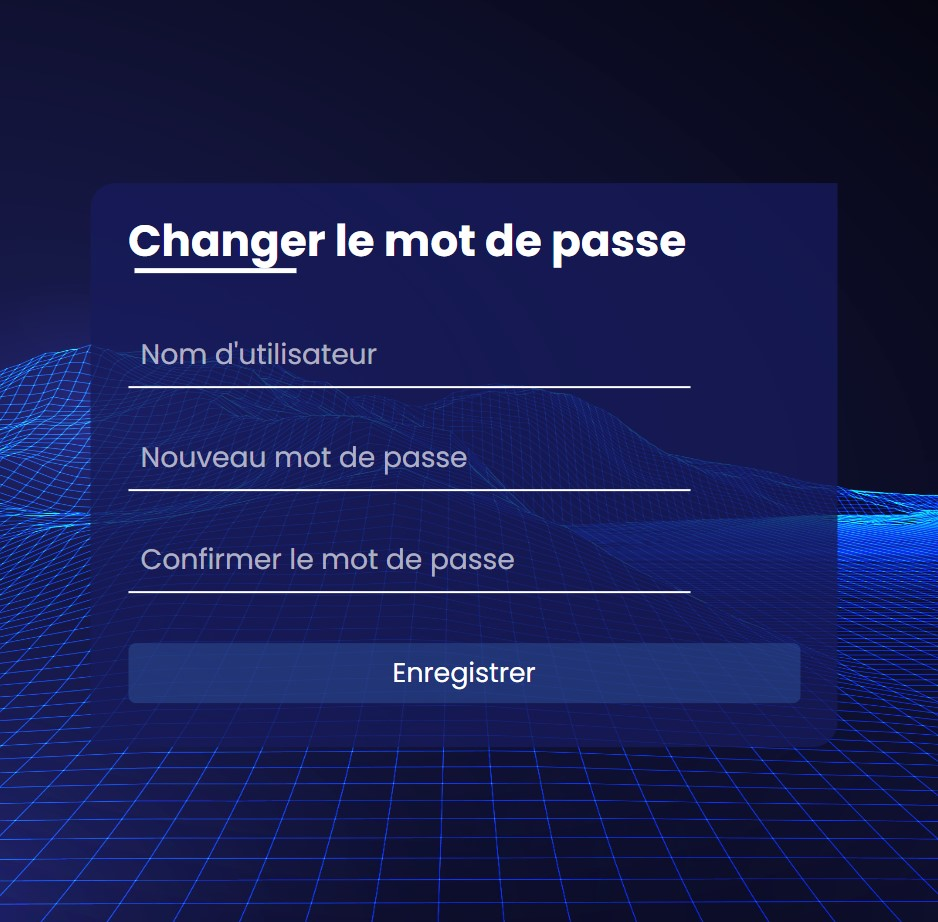 Changer le mot de passe
Nom d'utilisateur
Nouveau mot de passe
Confirmer le mot de passe
Enregistrer